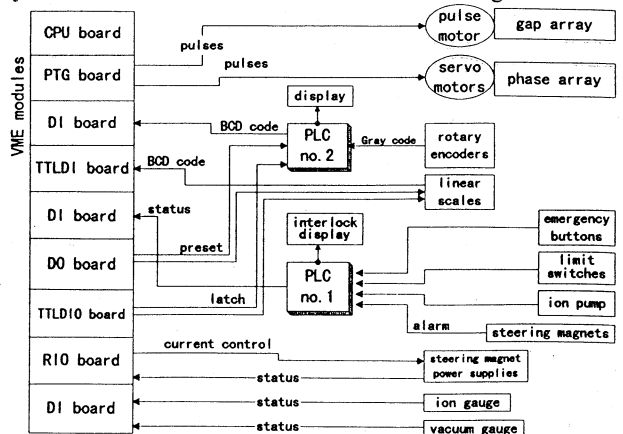 VME modules
CPU board
PTG board
DI board
TTLDI board
DI board
DO board
TTLDIO board
RIO board
DI board
pulses
pulses
pulse
motor
gap array
servo
motors
phase array
display
BCD code
PLC
no. 2
Gray code
rotary
encoders
BCD code
linear
scales
status
interlock
display
emergency
buttons
preset
PLC
no. 1
limit
switches
latch
ion pump
alarm
steering magnets
current control
steering magnet
power supplies
status
status
ion gauge
status
vacuum gauge